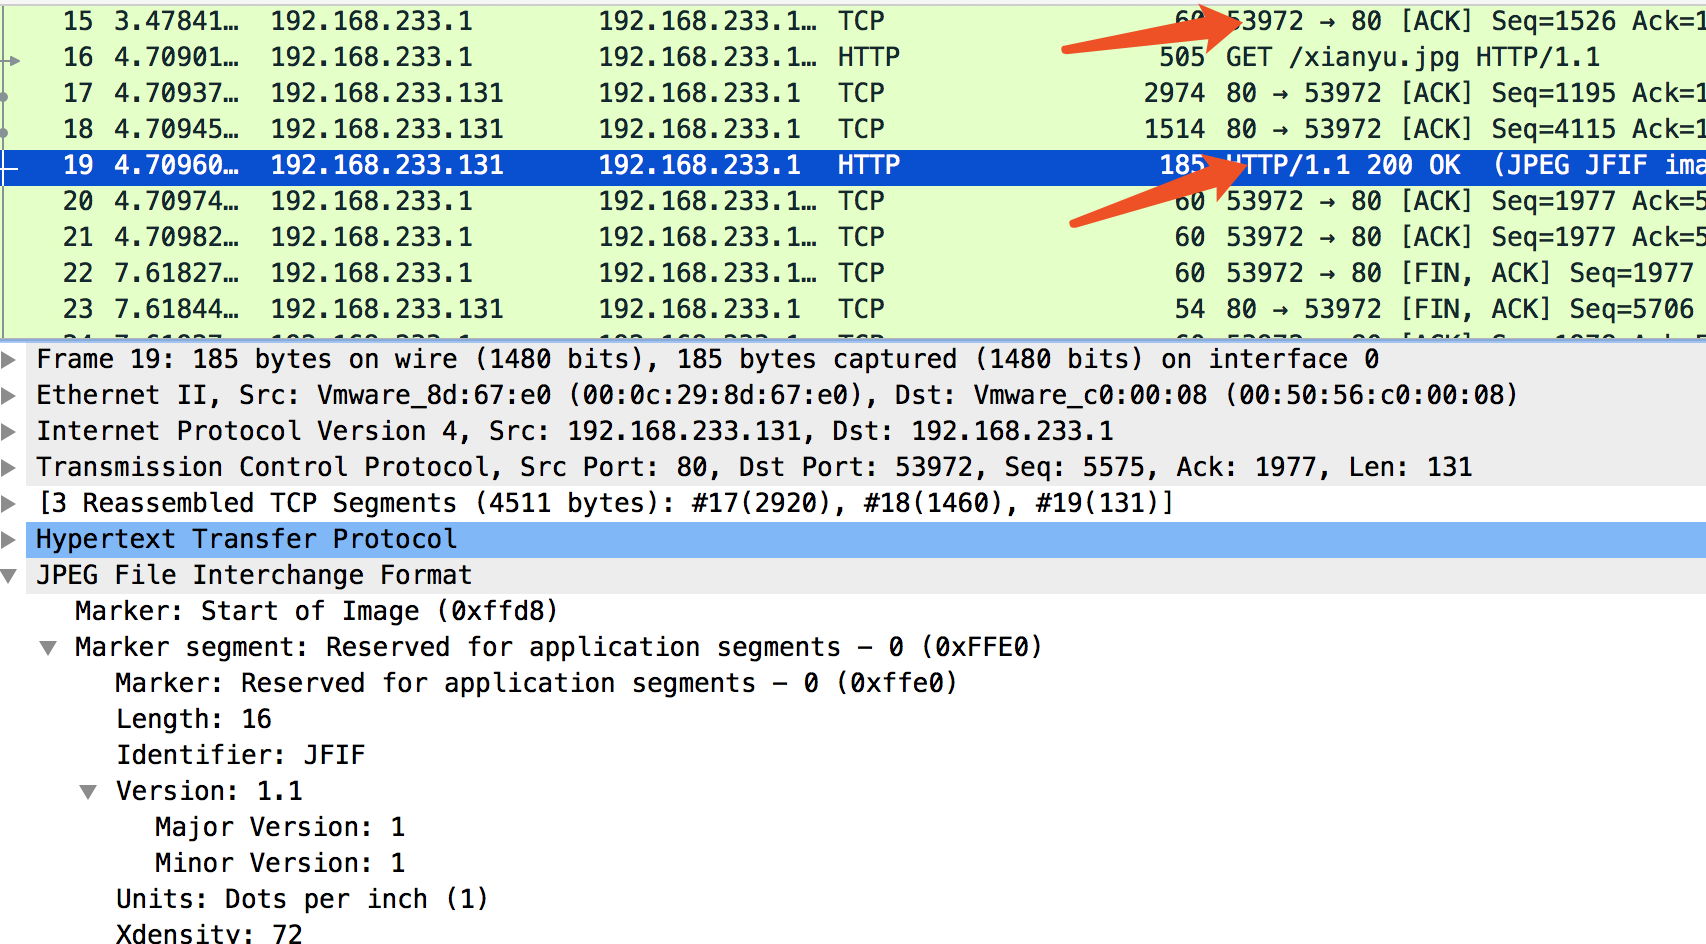 15 3.47841… 192.168.233.1 192.168.233.1… TCP 60 53972 → 80 [ACK] Seq=1526 Ack=1
16 4.70901… 192.168.233.1 192.168.233.1… HTTP 505 GET /xianyu.jpg HTTP/1.1
17 4.70937… 192.168.233.131 192.168.233.1 TCP 2974 80 → 53972 [ACK] Seq=1195 Ack=1
18 4.70945… 192.168.233.131 192.168.233.1 TCP 1514 80 → 53972 [ACK] Seq=4115 Ack=1
19 4.70960… 192.168.233.131 192.168.233.1 HTTP 185 HTTP/1.1 200 OK (JPEG JFIF ima
20 4.70974… 192.168.233.1 192.168.233.1… TCP 60 53972 → 80 [ACK] Seq=1977 Ack=5
21 4.70982… 192.168.233.1 192.168.233.1… TCP 60 53972 → 80 [ACK] Seq=1977 Ack=5
22 7.61827… 192.168.233.1 192.168.233.1… TCP 60 53972 → 80 [FIN, ACK] Seq=1977
23 7.61844… 192.168.233.131 192.168.233.1 TCP 54 80 → 53972 [FIN, ACK] Seq=5706
Frame 19: 185 bytes on wire (1480 bits), 185 bytes captured (1480 bits) on interface 0
Ethernet II, Src: Vmware_8d:67:e0 (00:0c:29:8d:67:e0), Dst: Vmware_c0:00:08 (00:50:56:c0:00:08)
Internet Protocol Version 4, Src: 192.168.233.131, Dst: 192.168.233.1
Transmission Control Protocol, Src Port: 80, Dst Port: 53972, Seq: 5575, Ack: 1977, Len: 131
[3 Reassembled TCP Segments (4511 bytes): #17(2920), #18(1460), #19(131)]
Hypertext Transfer Protocol
JPEG File Interchange Format
Marker: Start of Image (0xffd8)
Marker segment: Reserved for application segments – 0 (0xFFE0)
Marker: Reserved for application segments – 0 (0xffe0)
Length: 16
Identifier: JFIF
Version: 1.1
Major Version: 1
Minor Version: 1
Units: Dots per inch (1)
Xdensity: 72